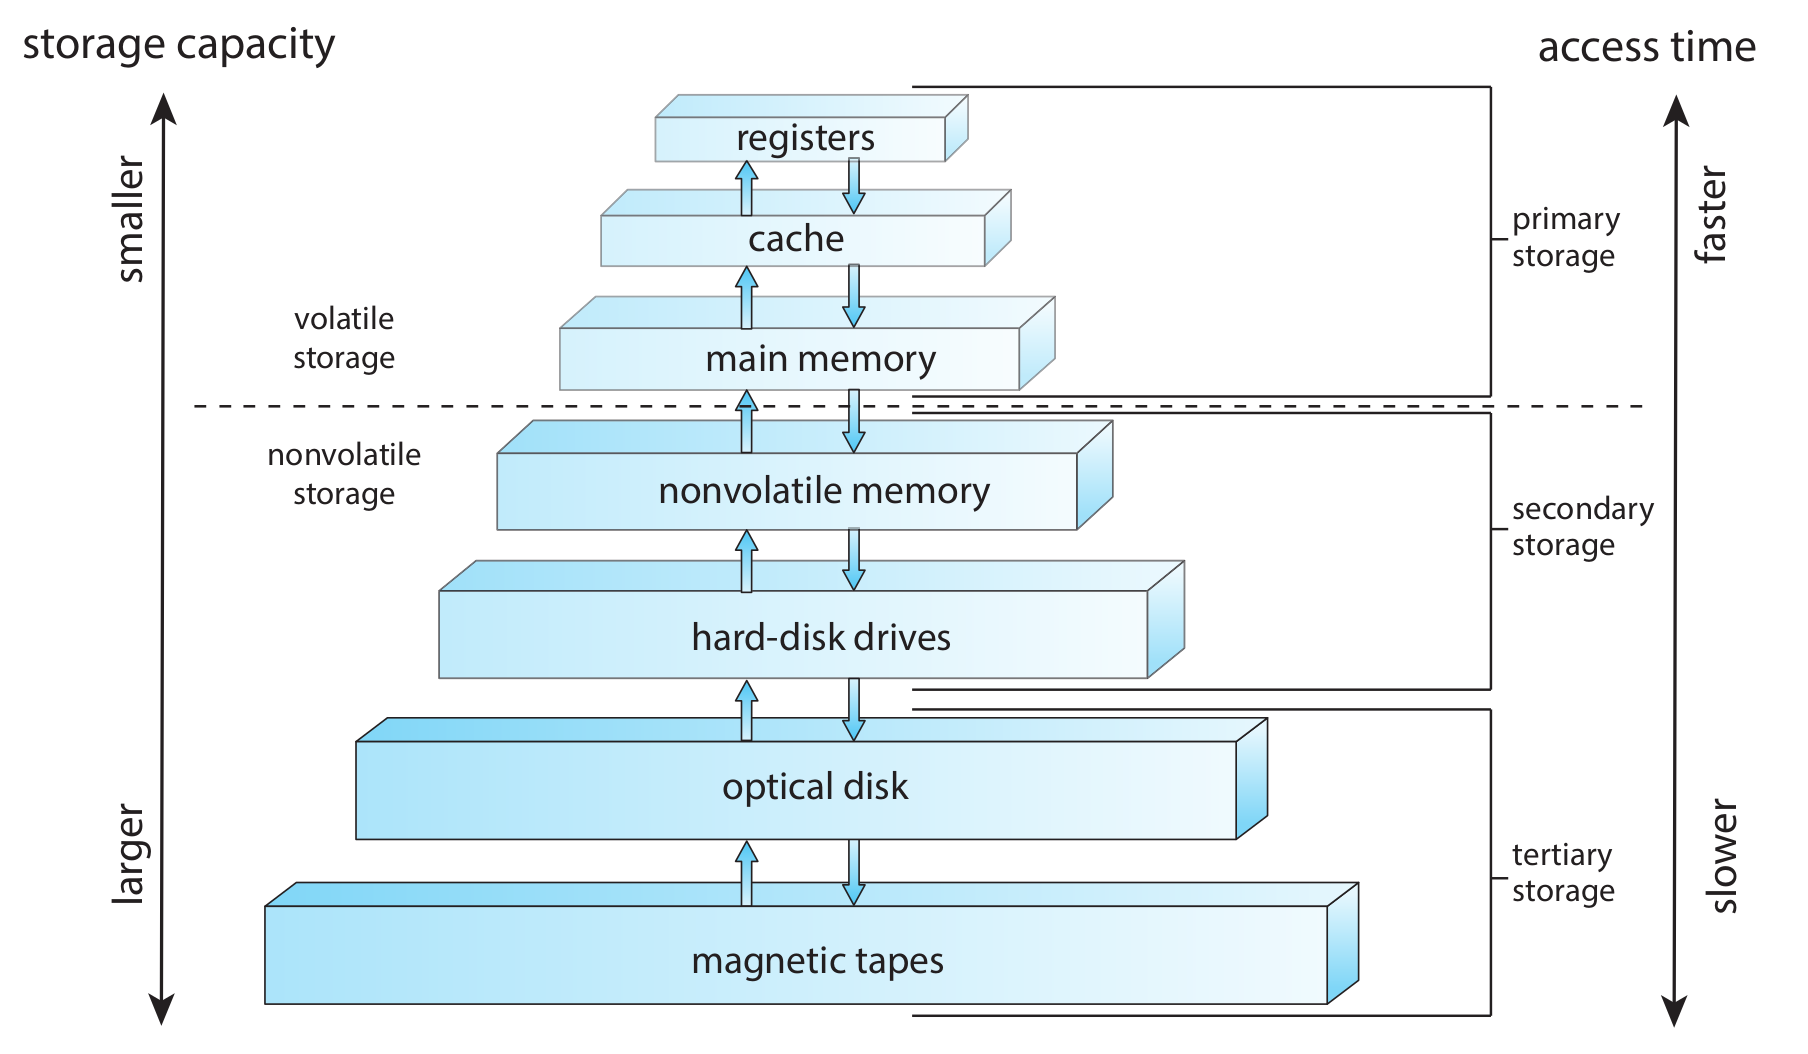 storage capacity
access time
smaller
larger
faster
slower
registers
cache
main memory
nonvolatile memory
hard-disk drives
optical disk
magnetic tapes
volatile
storage
nonvolatile
storage
primary
storage
secondary
storage
tertiary
storage